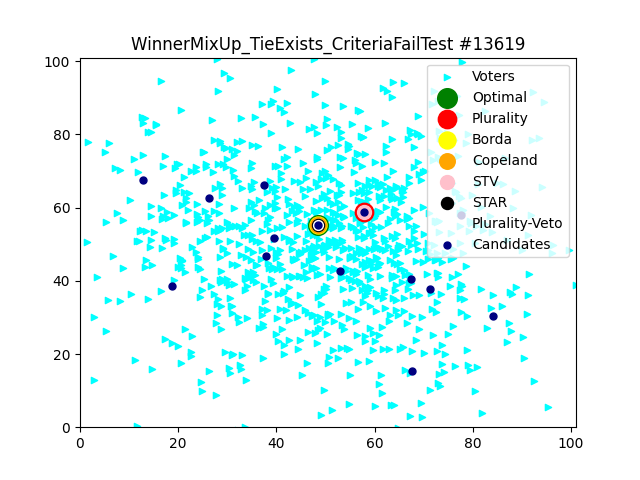 WinnerMixUp_TieExists_CriteriaFailTest #13619
100
80
60
40
20
0
0
20
40
60
80
100
Voters
Optimal
Plurality
Borda
Copeland
STV
STAR
Plurality-Veto
Candidates